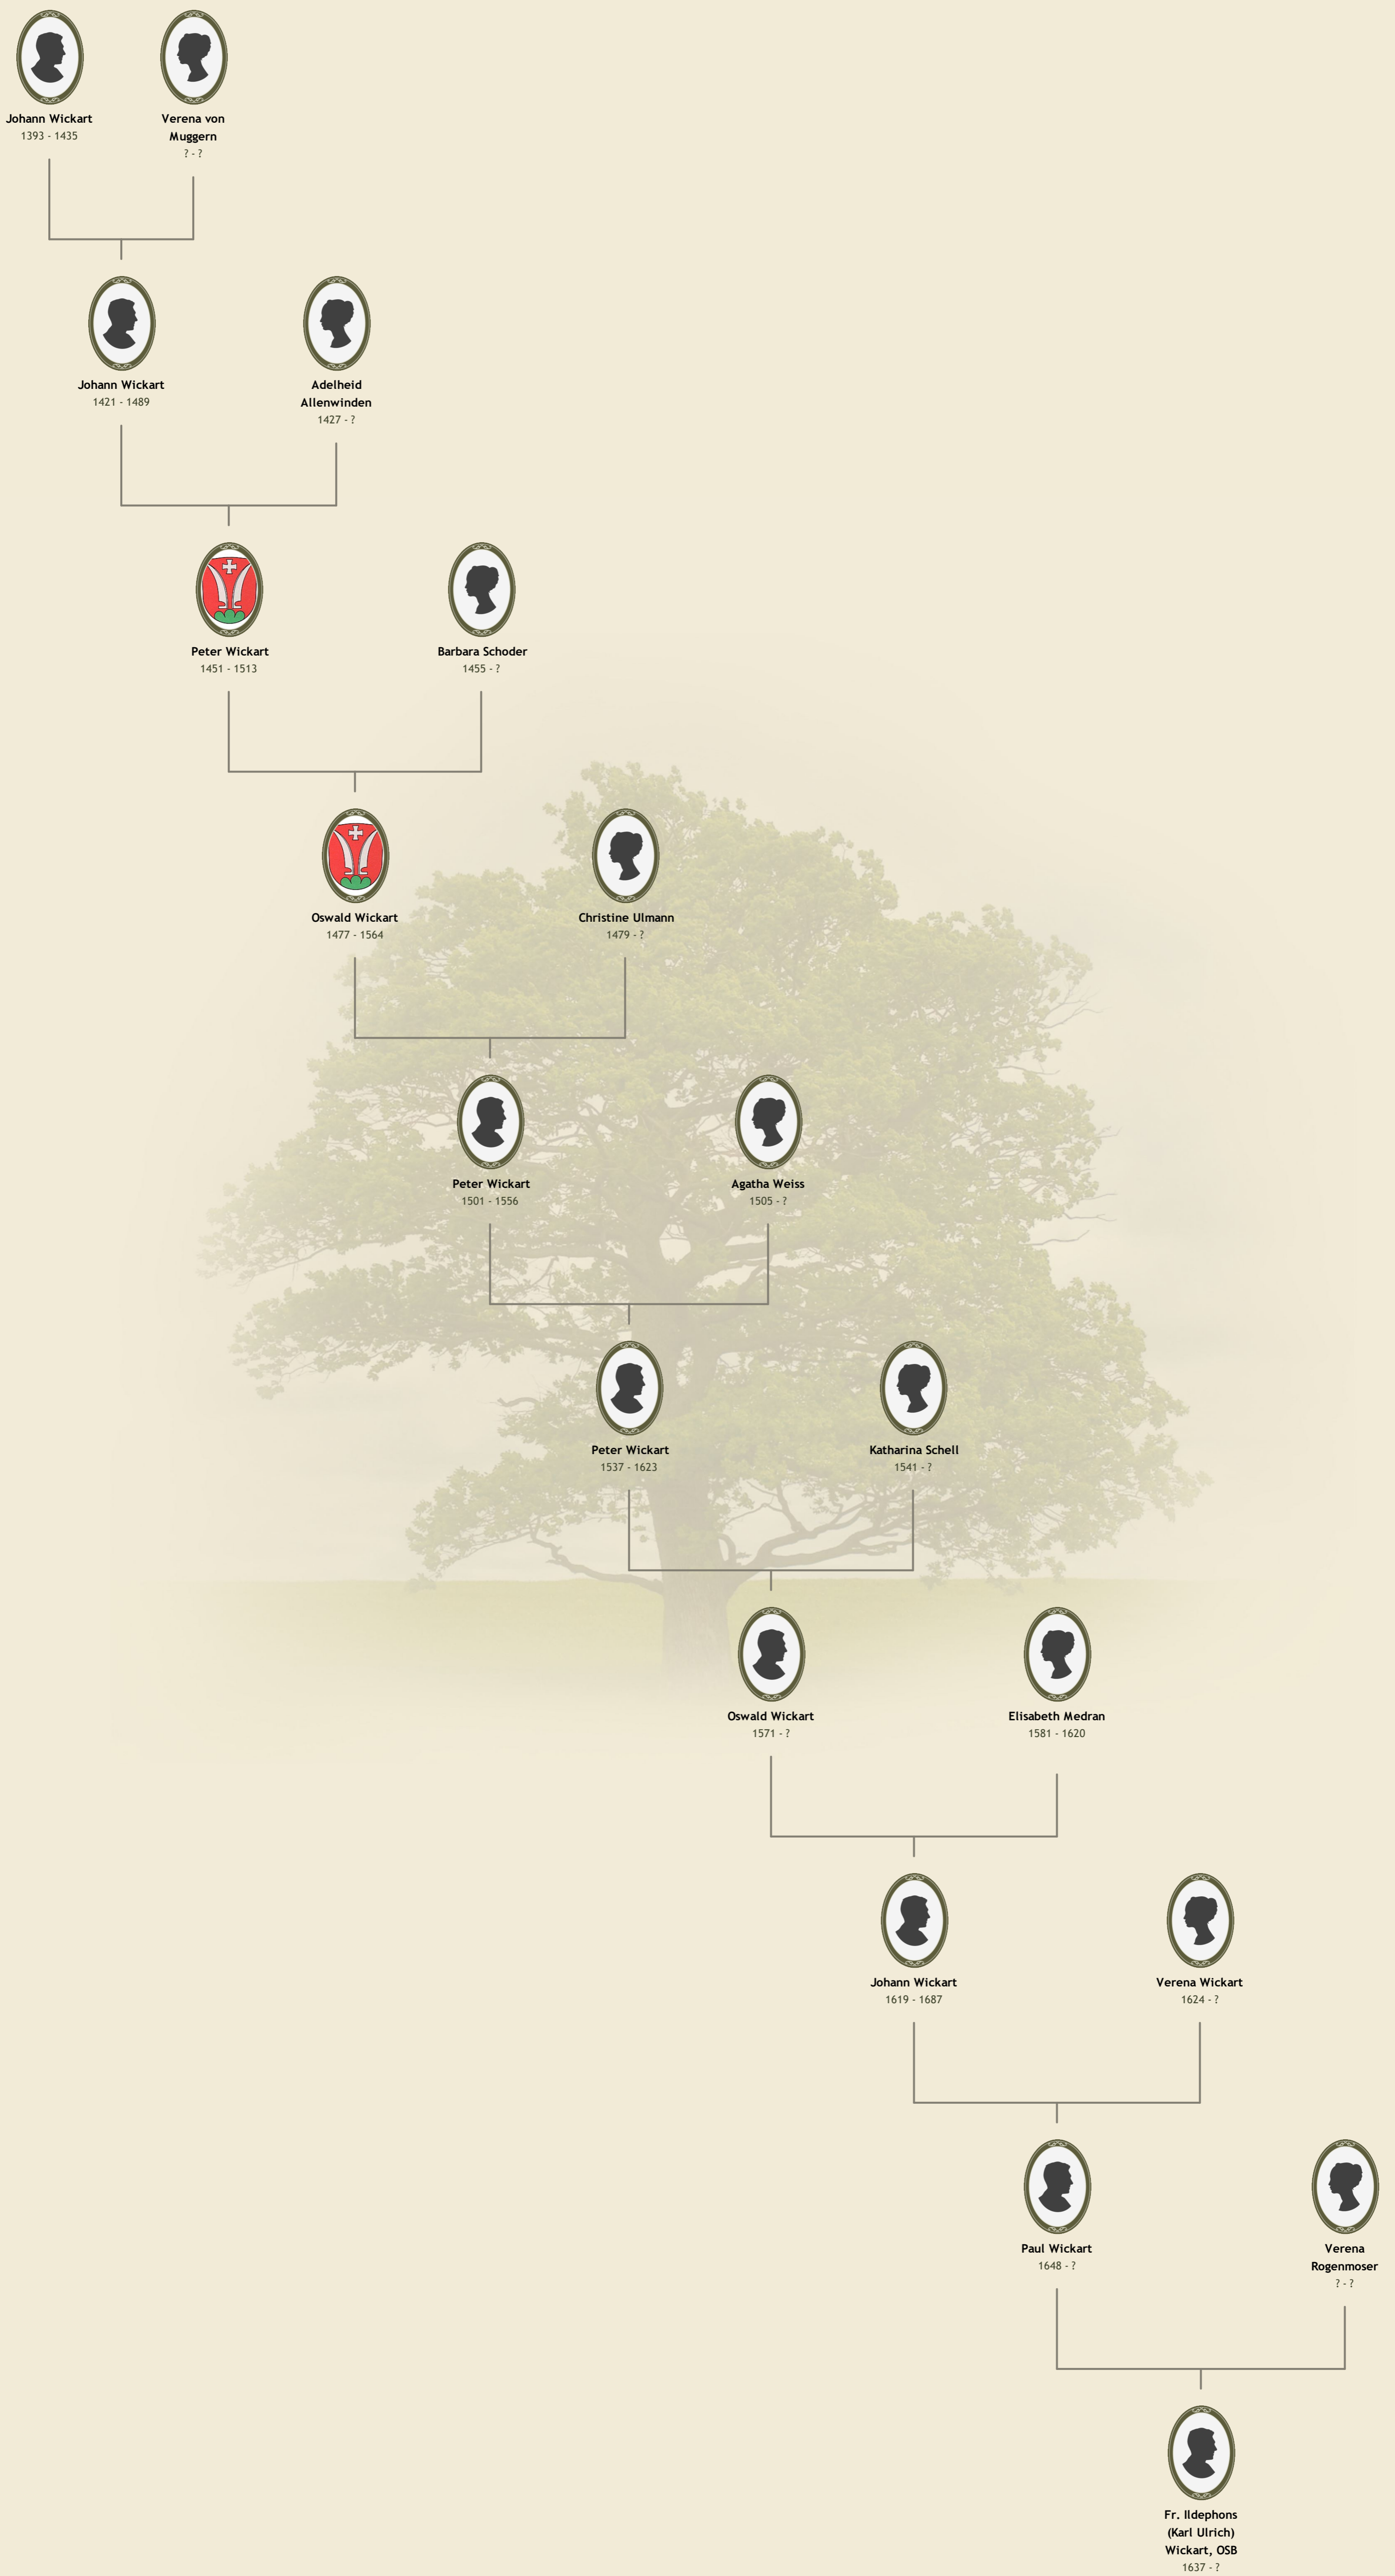 Johann Wickart
1393 - 1435
Verena von
Muggern
? - ?
Johann Wickart
1421 - 1489
Adelheid
Allenwinden
1427 - ?
Peter Wickart
1451 - 1513
Barbara Schoder
1455 - ?
Oswald Wickart
1477 - 1564
Christine Ulmann
1479 - ?
Peter Wickart
1501 - 1556
Agatha Weiss
1505 - ?
Peter Wickart
1537 - 1623
Katharina Schell
1541 - ?
Oswald Wickart
1571 - ?
Elisabeth Medran
1581 - 1620
Johann Wickart
1619 - 1687
Verena Wickart
1624 - ?
Paul Wickart
1648 - ?
Verena
Rogenmoser
? - ?
Fr. Ildephons
(Karl Ulrich)
Wickart, OSB
1637 - ?